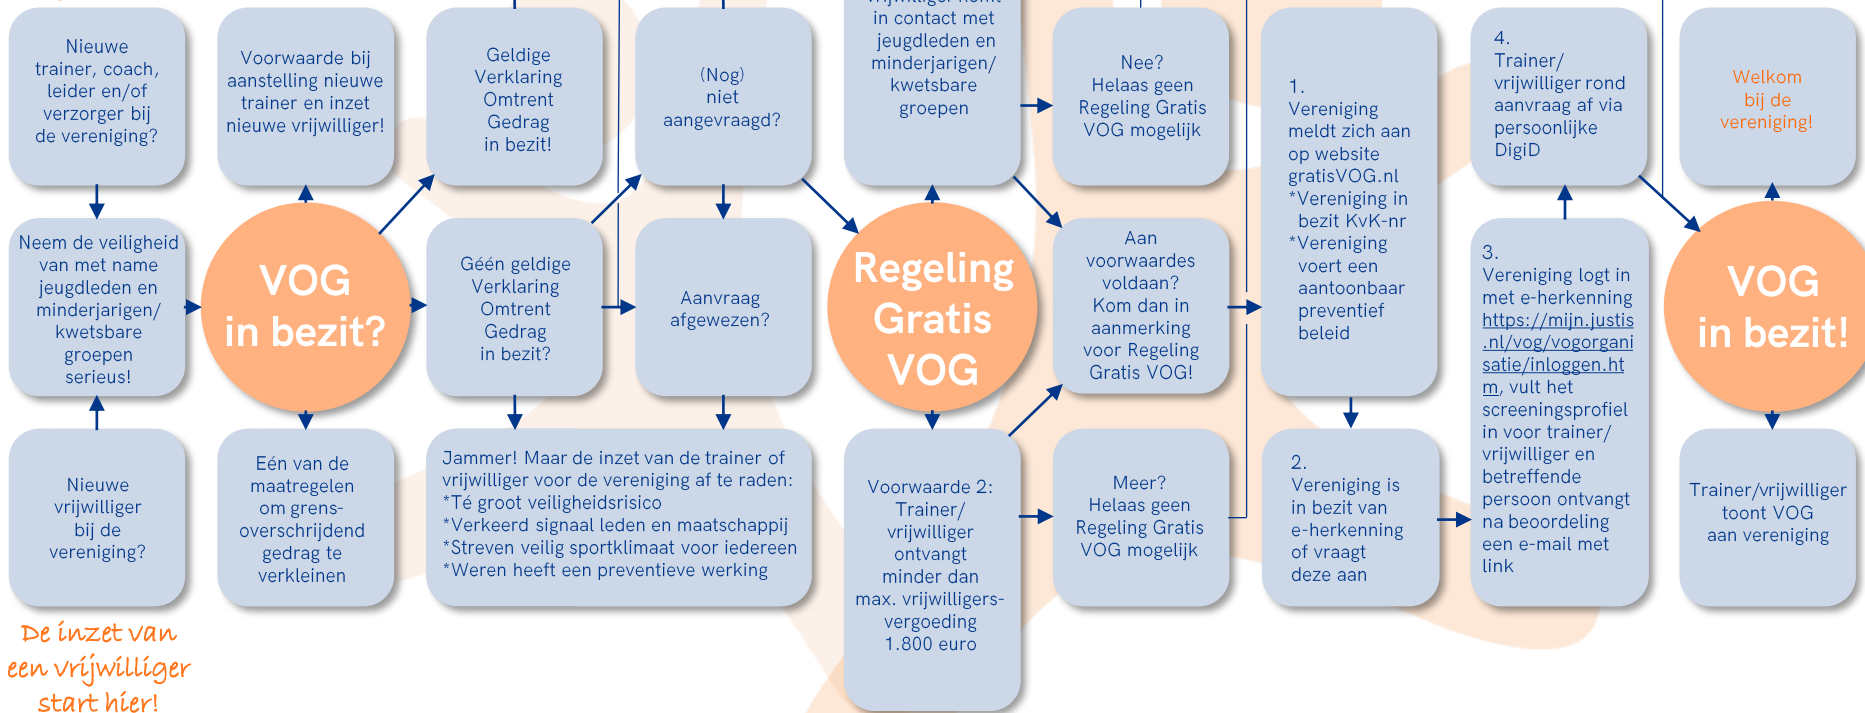 Nieuwe
trainer, coach,
leider en/of
verzorger bij
de vereniging?
Neem de veiligheid
van met name
jeugdleden en
minderjarigen/
kwetsbare
groepen
serieus!
Nieuwe
vrijwilliger
bij de
vereniging?
De inzet van
een vrijwilliger
start hier!
Voorwaarde bij
aanstelling nieuwe
trainer en inzet
nieuwe vrijwilliger!
VOG
in bezit?
Eén van de
maatregelen
om grens-
overschrijdend
gedrag te
verkleinen
Geldige
Verklaring
Omtrent
Gedrag
in bezit!
Géén geldige
Verklaring
Omtrent
Gedrag
in bezit?
(Nog)
niet
aangevraagd?
Aanvraag
afgewezen?
Jammer! Maar de inzet van de trainer of
vrijwilliger voor de vereniging af te raden:
*Té groot veiligheidsrisico
*Verkeerd signaal leden en maatschappij
*Streven veilig sportklimaat voor iedereen
*Weren heeft een preventieve werking
vrijwilliger komt
in contact met
jeugdleden en
minderjarigen/
kwetsbare
groepen
Regeling
Gratis
VOG
Voorwaarde 2:
Trainer/
vrijwilliger
ontvangt
minder dan
max. vrijwilligers-
vergoeding
1.800 euro
Nee?
Helaas geen
Regeling Gratis
VOG mogelijk
Aan
voorwaardes
voldaan?
Kom dan in
aanmerking
voor Regeling
Gratis VOG!
Meer?
Helaas geen
Regeling Gratis
VOG mogelijk
1.
Vereniging
meldt zich aan
op website
gratisVOG.nl
*Vereniging in
bezit KvK-nr
*Vereniging
voert een
aantoonbaar
preventief
beleid
2.
Vereniging is
in bezit van
e-herkenning
of vraagt
deze aan
3.
Vereniging logt in
met e-herkenning
https://mijn.justis
.nl/vog/vogorgani
satie/inloggen.ht
m, vult het
screeningsprofiel
in voor trainer/
vrijwilliger en
betreffende
persoon ontvangt
na beoordeling
een e-mail met
link
4.
Trainer/
vrijwilliger rond
aanvraag af via
persoonlijke
DigiD
Welkom
bij de
vereniging!
VOG
in bezit!
Trainer/vrijwilliger
toont VOG
aan vereniging